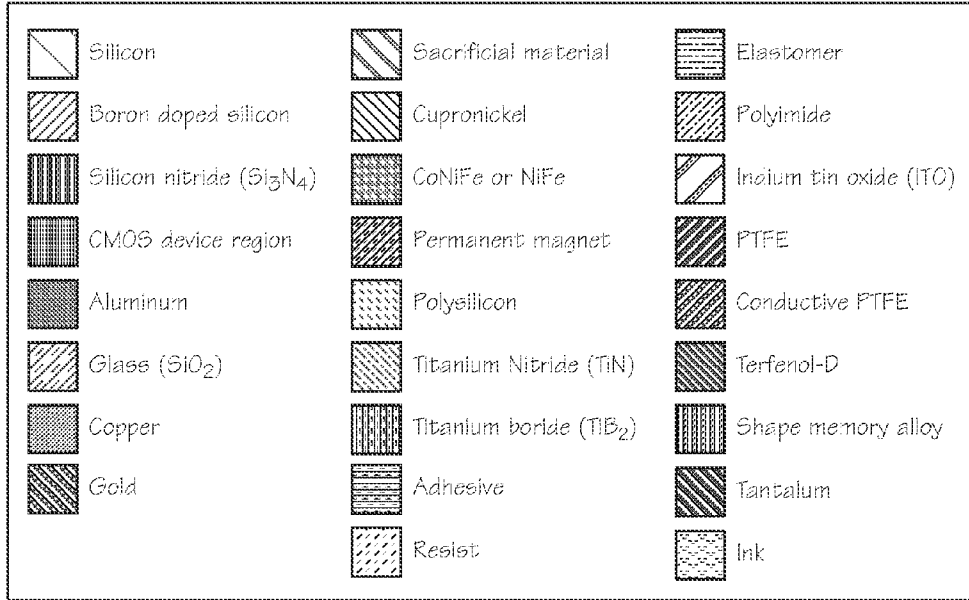 Silicon
Boron doped silicon
Silicon nitride (Si₃N₄)
CMOS device region
Aluminum
Glass (SiO₂)
Copper
Gold
Sacrificial material
Cupronickel
CoNiFe or NiFe
Permanent magnet
Polysilicon
Titanium Nitride (TiN)
Titanium boride (TiB₂)
Adhesive
Resist
Elastomer
Polyimide
Indium tin oxide (ITO)
PTFE
Conductive PTFE
Terfenol-D
Shape memory alloy
Tantalum
Ink